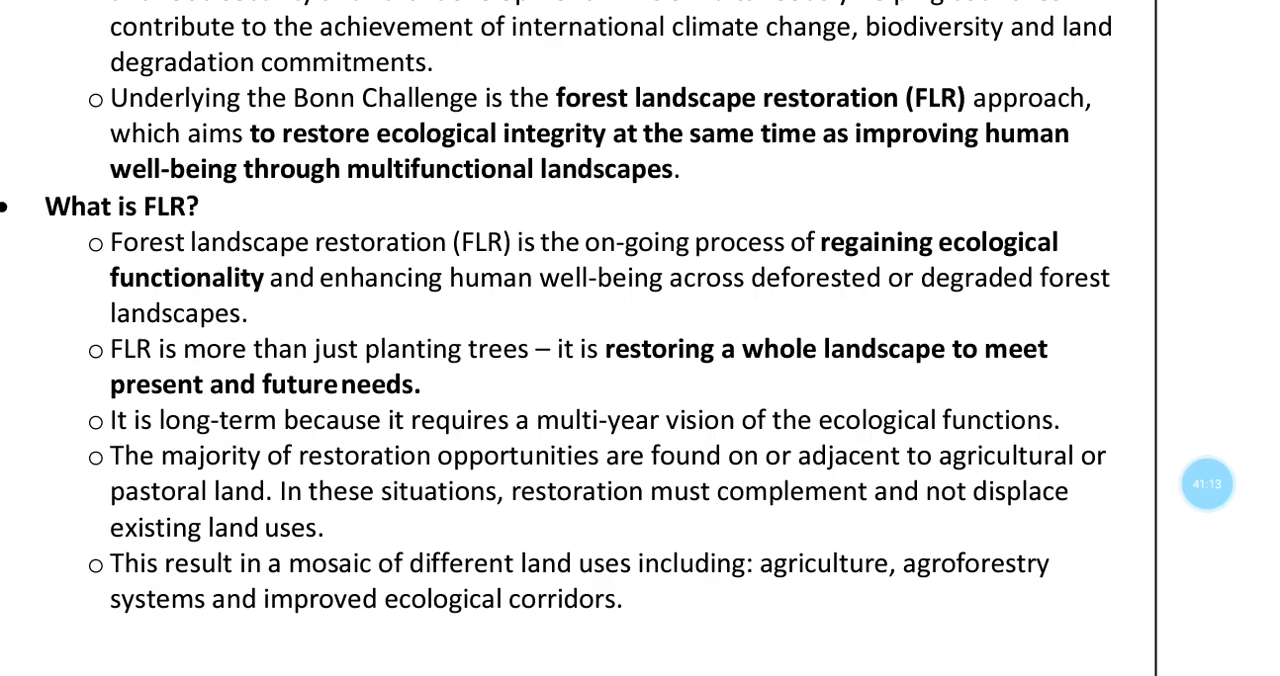 contribute to the achievement of international climate change, biodiversity and land
degradation commitments.
o Underlying the Bonn Challenge is the forest landscape restoration (FLR) approach,
which aims to restore ecological integrity at the same time as improving human
well-being through multifunctional landscapes.
• What is FLR?
o Forest landscape restoration (FLR) is the on-going process of regaining ecological
functionality and enhancing human well-being across deforested or degraded forest
landscapes.
o FLR is more than just planting trees – it is restoring a whole landscape to meet
present and future needs.
o It is long-term because it requires a multi-year vision of the ecological functions.
o The majority of restoration opportunities are found on or adjacent to agricultural or
pastoral land. In these situations, restoration must complement and not displace
existing land uses.
41:13
o This result in a mosaic of different land uses including: agriculture, agroforestry
systems and improved ecological corridors.